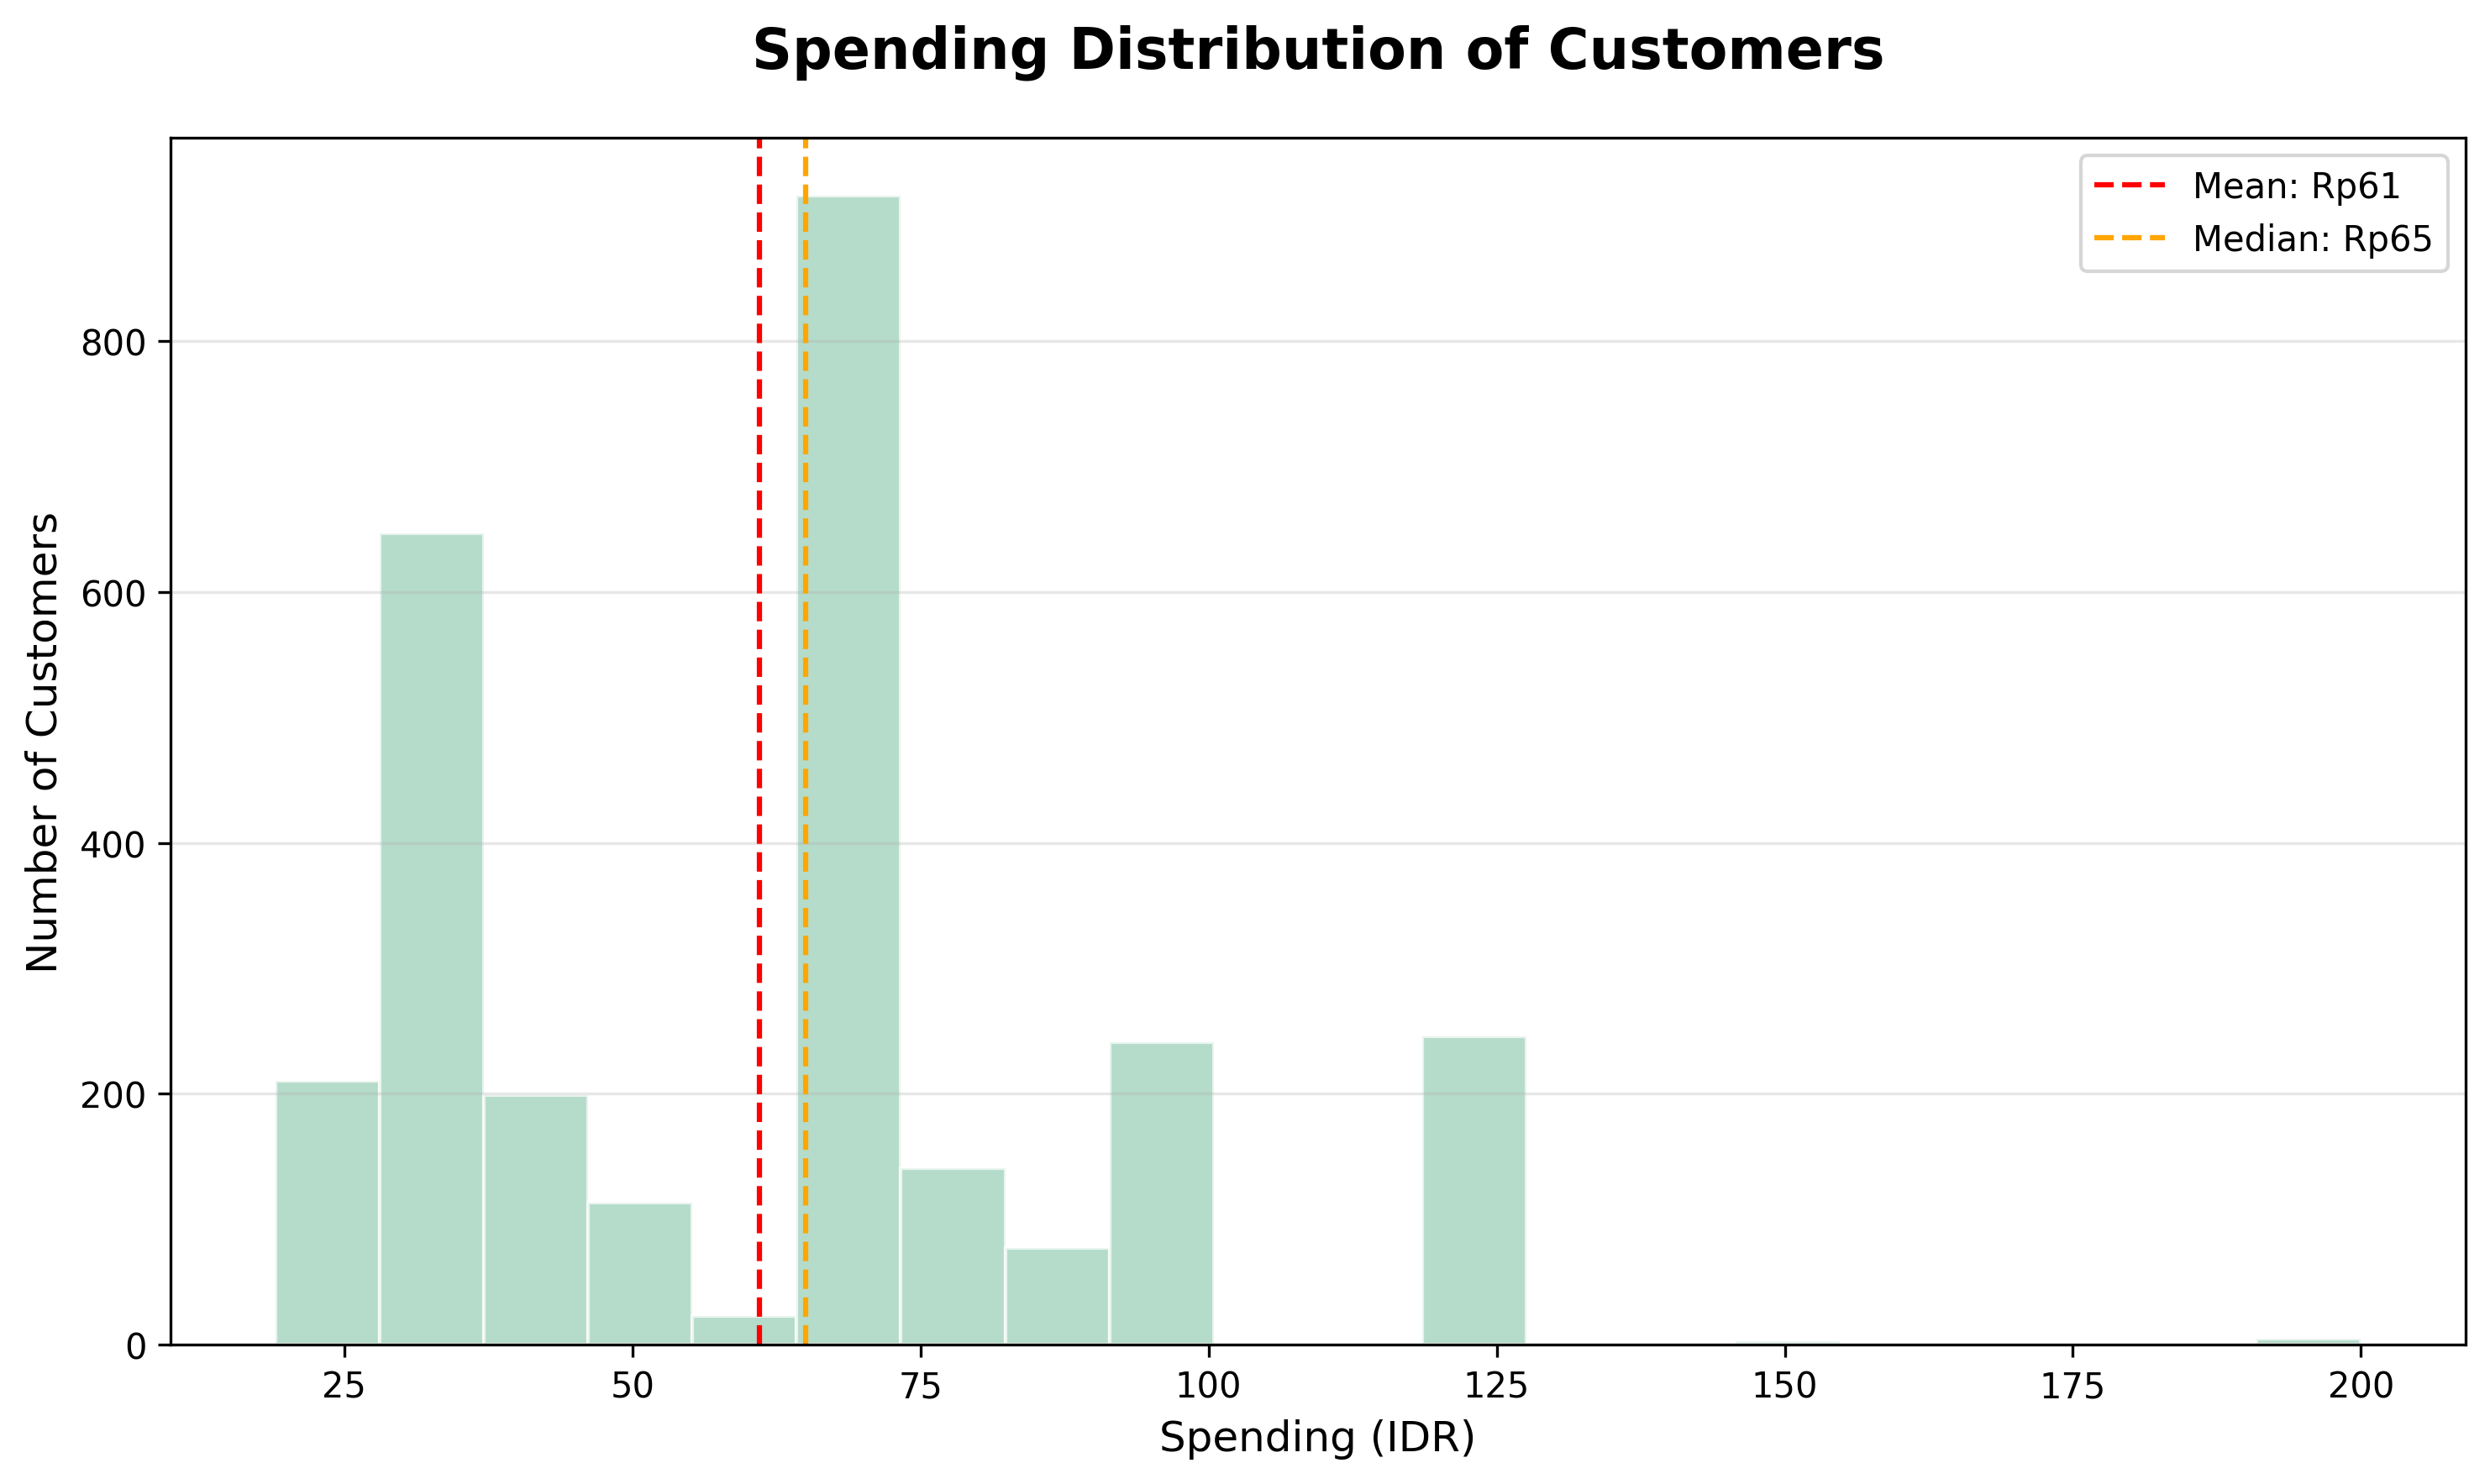 Spending Distribution of Customers
Mean: Rp61
Median: Rp65
Number of Customers
800
600
400
200
0
25 50 75 100 125 150 175 200
Spending (IDR)